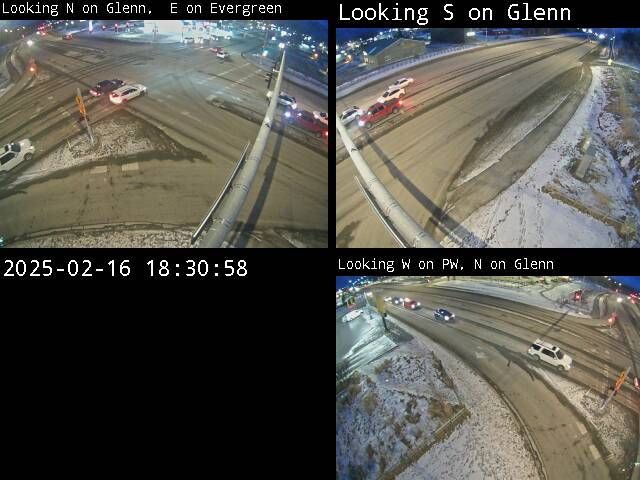 Looking N on Glenn,  E on Evergreen
Looking S on Glenn
2025-02-16 18:30:58
Looking W on PW, N on Glenn